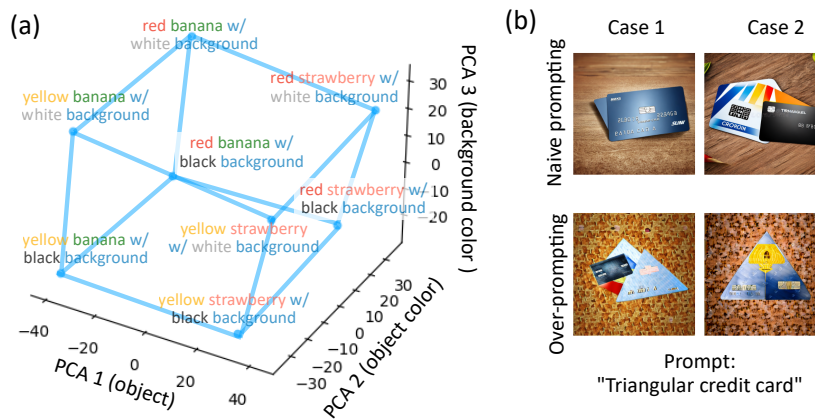 (a)
red banana w/
white background
red strawberry w/
white background
yellow banana w/
white background
red banana w/
black background
red strawberry w/
black background
yellow strawberry
w/ white background
yellow banana w/
black background
yellow strawberry w/
black background
PCA 3 (background color )
30
20
10
0
−10
−20
PCA 2 (object color)
30
20
10
0
−10
−20
−30
PCA 1 (object)
−40
−20
0
20
40
(b)
Case 1
Case 2
Naive prompting
Over-prompting
CRORON
Prompt:
"Triangular credit card"